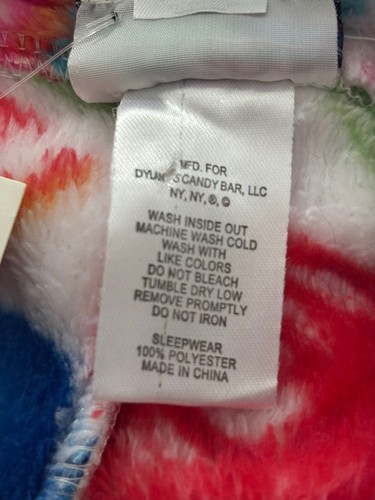 MFD. FOR
CANDY BAR, LLC
NY, NY, ®, ©
WASH INSIDE OUT
MACHINE WASH COLD
WASH WITH
LIKE COLORS
DO NOT BLEACH
TUMBLE DRY LOW
REMOVE PROMPTLY
DO NOT IRON
SLEEPWEAR
100% POLYESTER
MADE IN CHINA